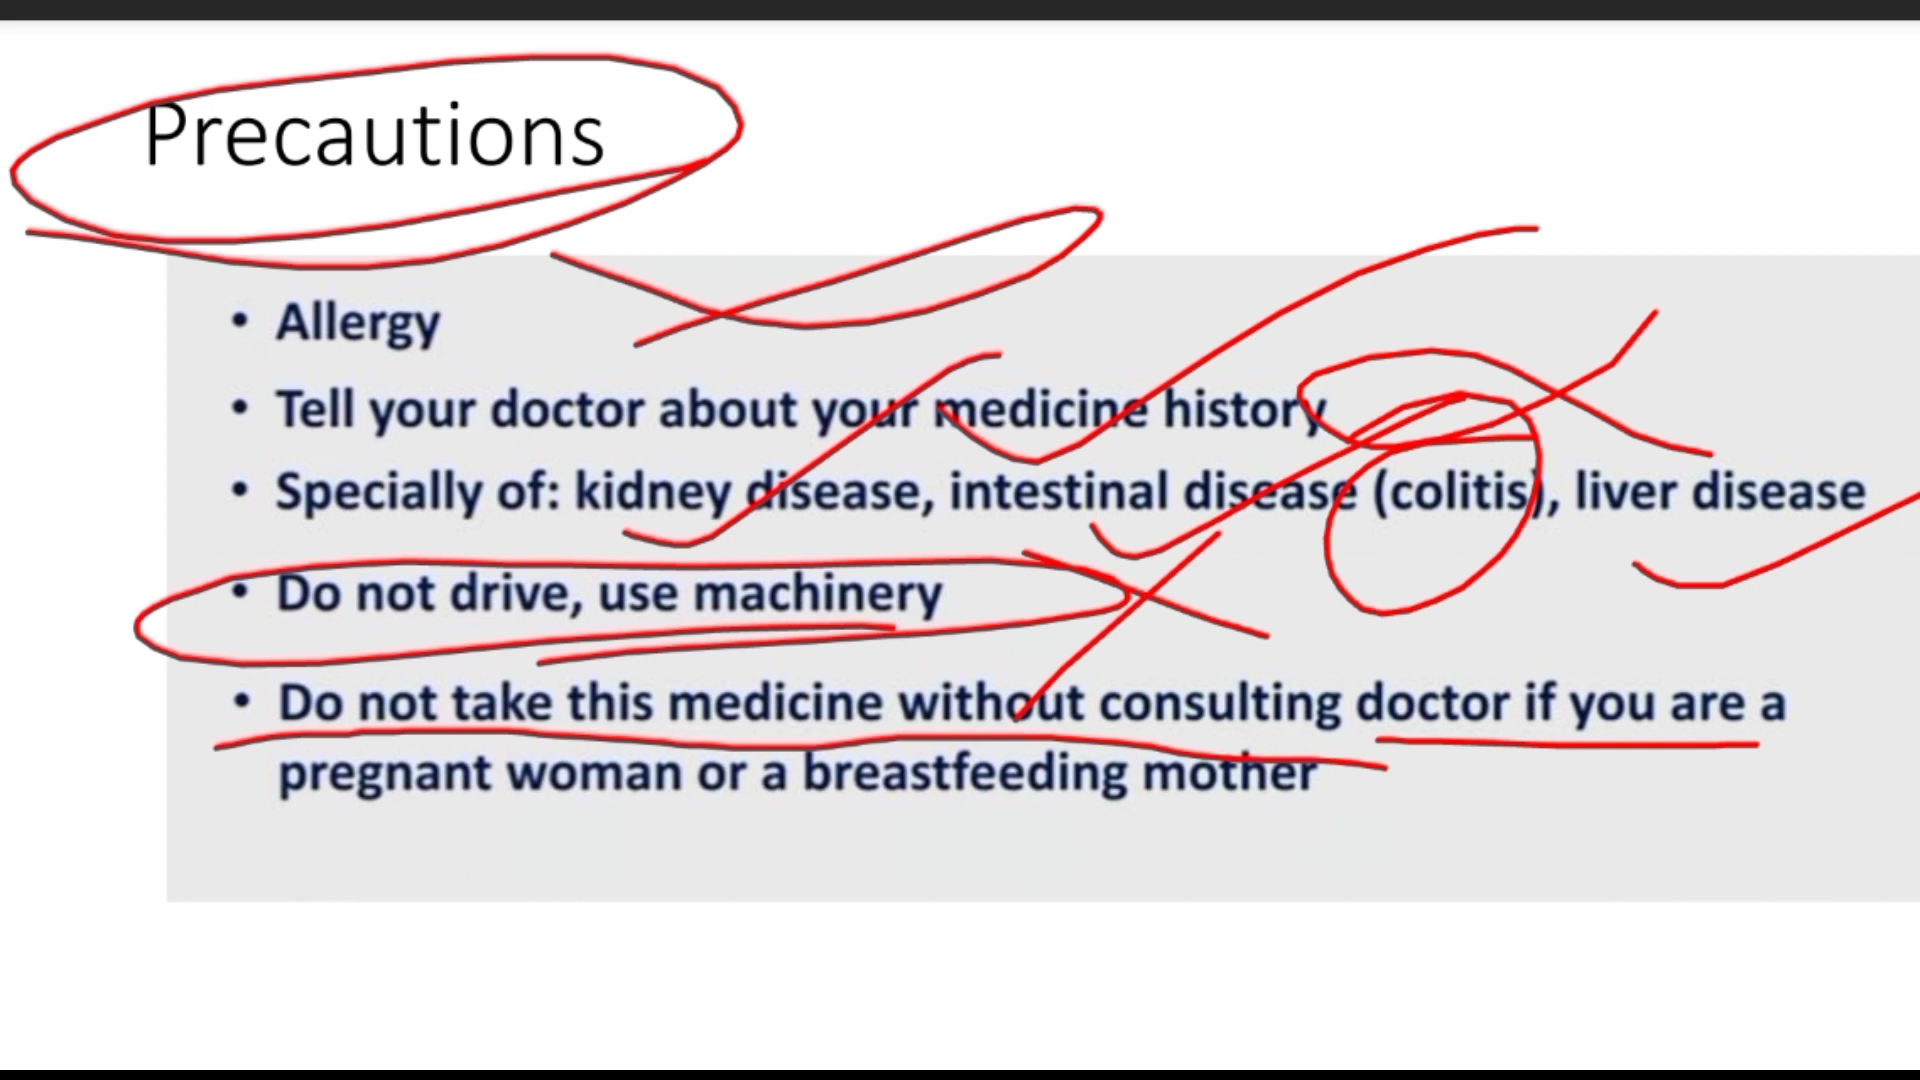 Precautions
• Allergy
• Tell your doctor about your medicine history
• Specially of: kidney disease, intestinal disease (colitis), liver disease
• Do not drive, use machinery
• Do not take this medicine without consulting doctor if you are a
pregnant woman or a breastfeeding mother